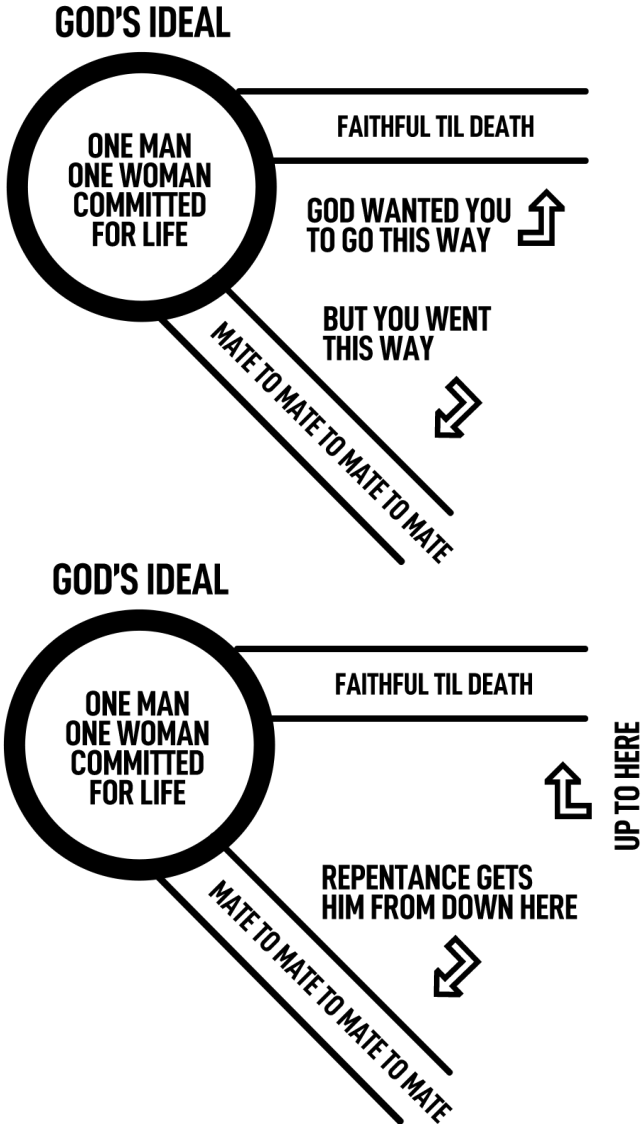 GOD'S IDEAL
ONE MAN
ONE WOMAN
COMMITTED
FOR LIFE
FAITHFUL TIL DEATH
GOD WANTED YOU
TO GO THIS WAY
BUT YOU WENT
THIS WAY
MATE TO MATE TO MATE TO MATE
GOD'S IDEAL
ONE MAN
ONE WOMAN
COMMITTED
FOR LIFE
FAITHFUL TIL DEATH
UP TO HERE
REPENTANCE GETS
HIM FROM DOWN HERE
MATE TO MATE TO MATE TO MATE